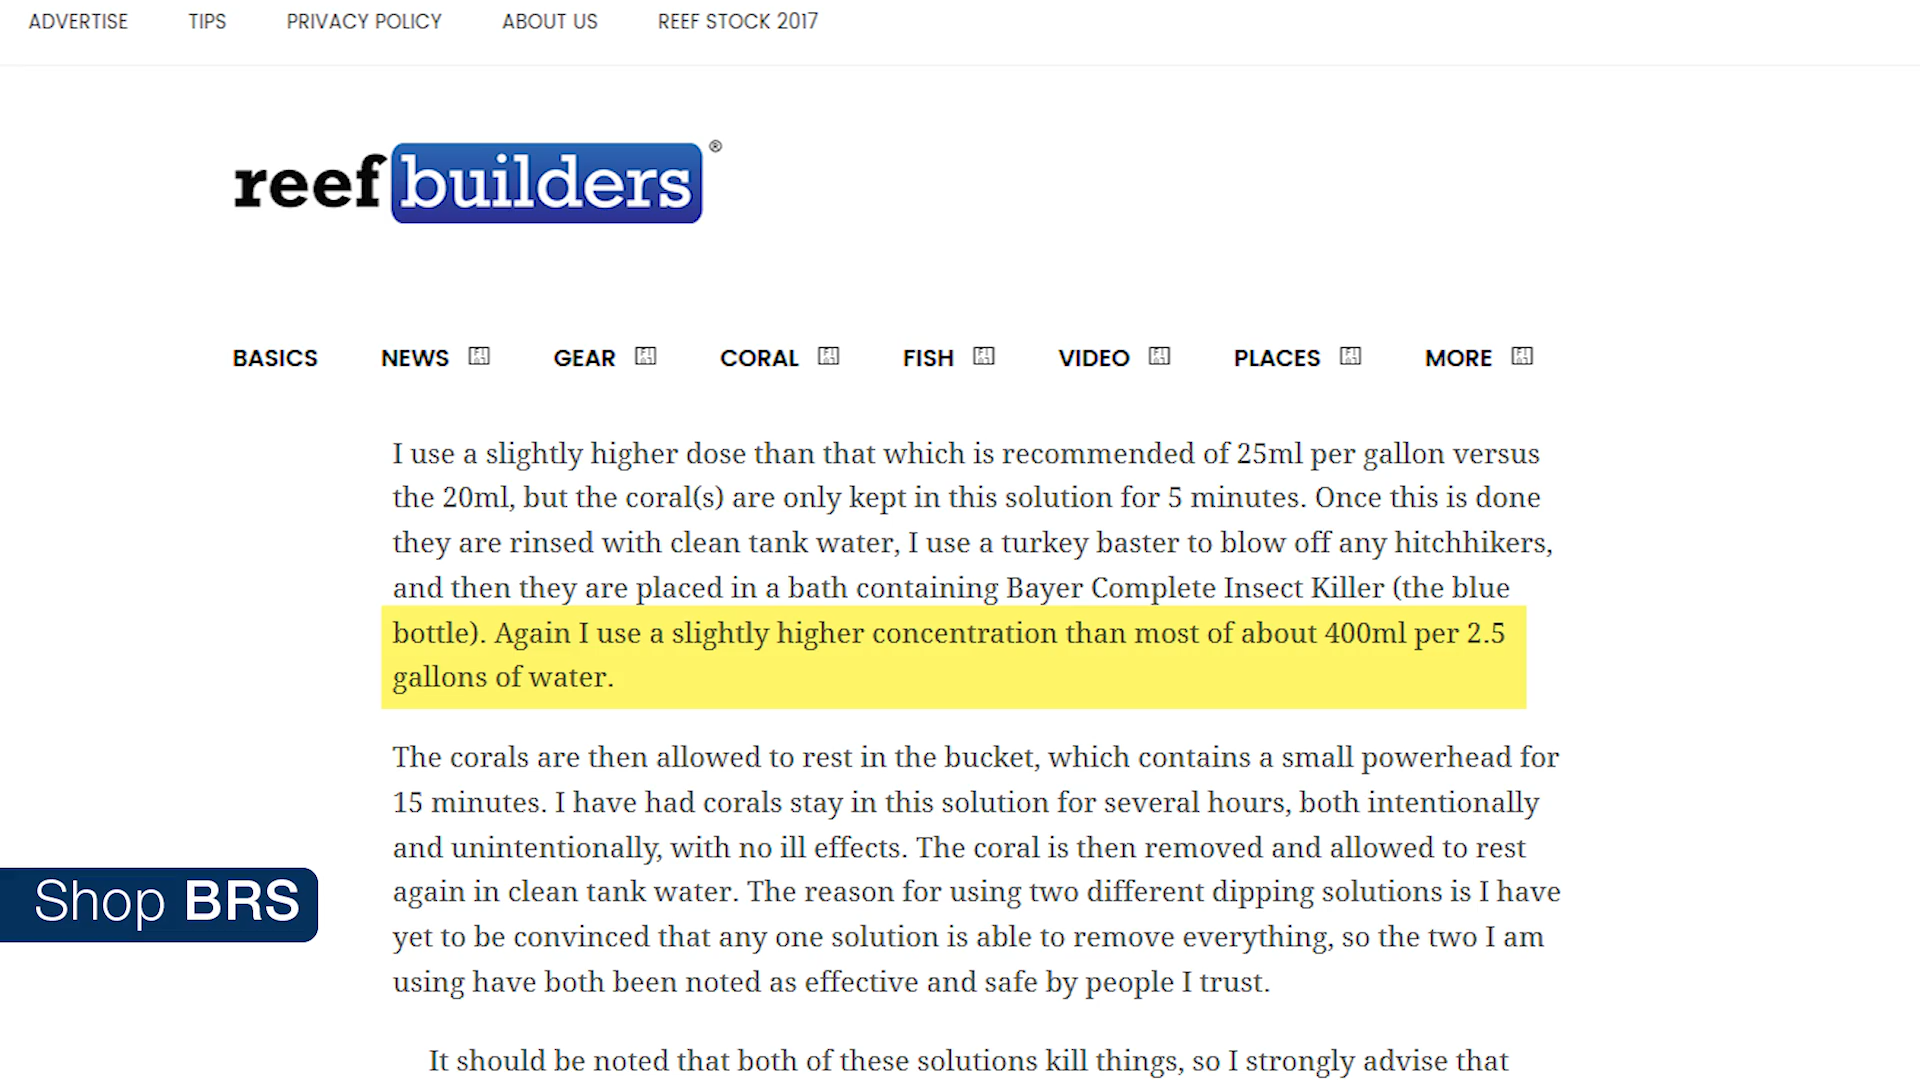 ADVERTISE TIPS PRIVACY POLICY ABOUT US REEF STOCK 2017
reef builders®
BASICS NEWS GEAR CORAL FISH VIDEO PLACES MORE
I use a slightly higher dose than that which is recommended of 25ml per gallon versus
the 20ml, but the coral(s) are only kept in this solution for 5 minutes. Once this is done
they are rinsed with clean tank water, I use a turkey baster to blow off any hitchhikers,
and then they are placed in a bath containing Bayer Complete Insect Killer (the blue
bottle). Again I use a slightly higher concentration than most of about 400ml per 2.5
gallons of water.
The corals are then allowed to rest in the bucket, which contains a small powerhead for
15 minutes. I have had corals stay in this solution for several hours, both intentionally
and unintentionally, with no ill effects. The coral is then removed and allowed to rest
again in clean tank water. The reason for using two different dipping solutions is I have
yet to be convinced that any one solution is able to remove everything, so the two I am
using have both been noted as effective and safe by people I trust.
Shop BRS
It should be noted that both of these solutions kill things, so I strongly advise that